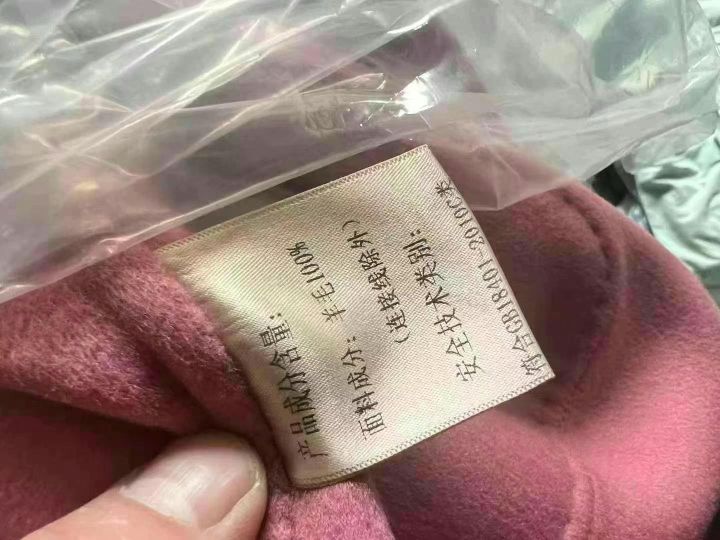 产品成分含量:
面料成分: 羊毛100%
(连接线除外)
安全技术类别:
符合GB18401-2010C类